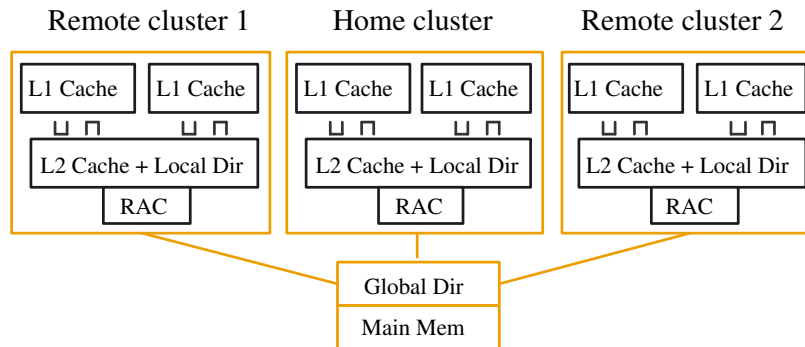 Remote cluster 1 Home cluster Remote cluster 2
L1 Cache L1 Cache L1 Cache L1 Cache L1 Cache L1 Cache
L2 Cache + Local Dir L2 Cache + Local Dir L2 Cache + Local Dir
RAC RAC RAC
Global Dir
Main Mem